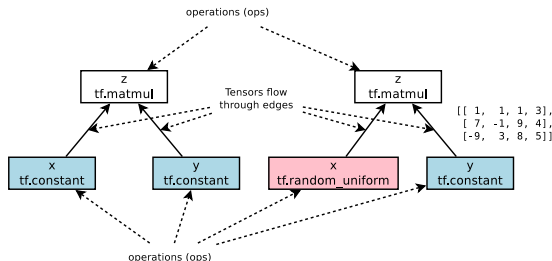 operations (ops)
z
tf.matmul
z
tf.matmul
Tensors flow
through edges
[[ 1,  1, 1, 3],
[ 7, -1, 9, 4],
[-9,  3, 8, 5]]
x
tf.constant
y
tf.constant
x
tf.random_uniform
y
tf.constant
operations (ops)